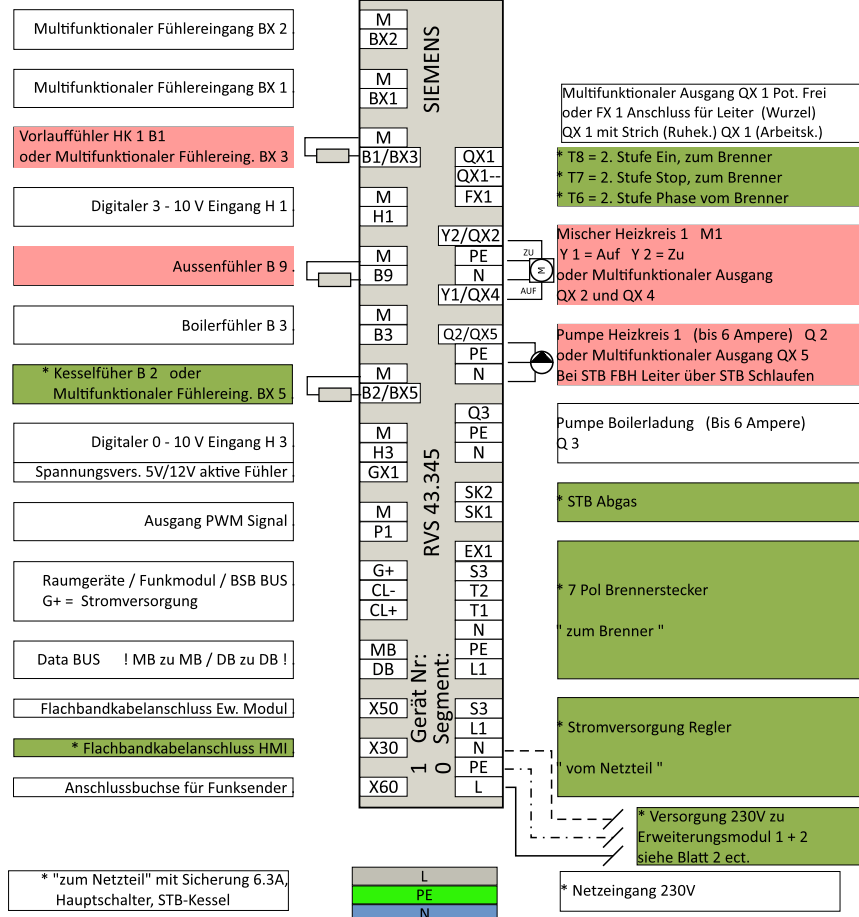 Multifunktionaler Fühlereingang BX 2 .
Multifunktionaler Fühlereingang BX 1 .
Vorlauffühler HK 1 B1
oder Multifunktionaler Fühlereing. BX 3
Digitaler 3 - 10 V Eingang H 1 .
Aussenfühler B 9 .
Boilerfühler B 3 .
* Kesselfüher B 2 oder
Multifunktionaler Fühlereing. BX 5 .
Digitaler 0 - 10 V Eingang H 3 .
Spannungsvers. 5V/12V aktive Fühler .
Ausgang PWM Signal .
Raumgeräte / Funkmodul / BSB BUS .
G+ = Stromversorgung
Data BUS ! MB zu MB / DB zu DB ! .
Flachbandkabelanschluss Ew. Modul .
* Flachbandkabelanschluss HMI .
Anschlussbuchse für Funksender .
* "zum Netzteil" mit Sicherung 6.3A,
Hauptschalter, STB-Kessel
M
BX2
M
BX1
M
B1/BX3
M
H1
M
B9
M
B3
M
B2/BX5
M
H3
GX1
M
P1
G+
CL-
CL+
MB
DB
X50
X30
X60
SIEMENS
RVS 43.345
1 Gerät Nr:
0 Segment:
QX1
QX1--
FX1
Y2/QX2
PE
N
Y1/QX4
Q2/QX5
PE
N
Q3
PE
N
SK2
SK1
EX1
S3
T2
T1
N
PE
L1
S3
L1
N
PE
L
ZU
M
AUF
Multifunktionaler Ausgang QX 1 Pot. Frei
oder FX 1 Anschluss für Leiter (Wurzel)
QX 1 mit Strich (Ruhek.) QX 1 (Arbeitsk.)
* T8 = 2. Stufe Ein, zum Brenner
* T7 = 2. Stufe Stop, zum Brenner
* T6 = 2. Stufe Phase vom Brenner
Mischer Heizkreis 1 M1
Y 1 = Auf Y 2 = Zu
oder Multifunktionaler Ausgang
QX 2 und QX 4
Pumpe Heizkreis 1 (bis 6 Ampere) Q 2
oder Multifunktionaler Ausgang QX 5
Bei STB FBH Leiter über STB Schlaufen
Pumpe Boilerladung (Bis 6 Ampere)
Q 3
* STB Abgas
* 7 Pol Brennerstecker
" zum Brenner "
* Stromversorgung Regler
" vom Netzteil "
* Versorgung 230V zu
Erweiterungsmodul 1 + 2
siehe Blatt 2 ect.
L
PE
N
* Netzeingang 230V